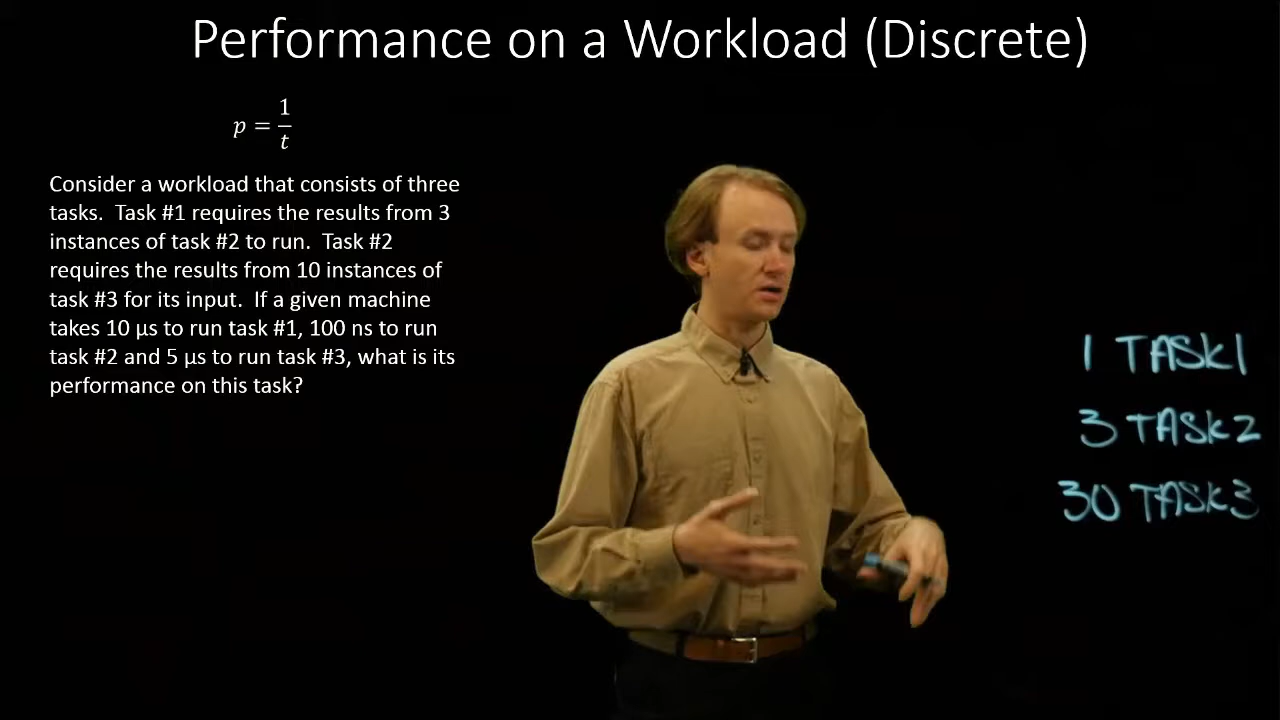 Performance on a Workload (Discrete)
p = 1/t
Consider a workload that consists of three
tasks. Task #1 requires the results from 3
instances of task #2 to run. Task #2
requires the results from 10 instances of
task #3 for its input. If a given machine
takes 10 µs to run task #1, 100 ns to run
task #2 and 5 µs to run task #3, what is its
performance on this task?
1 TASK1
3 TASK2
30 TASK3